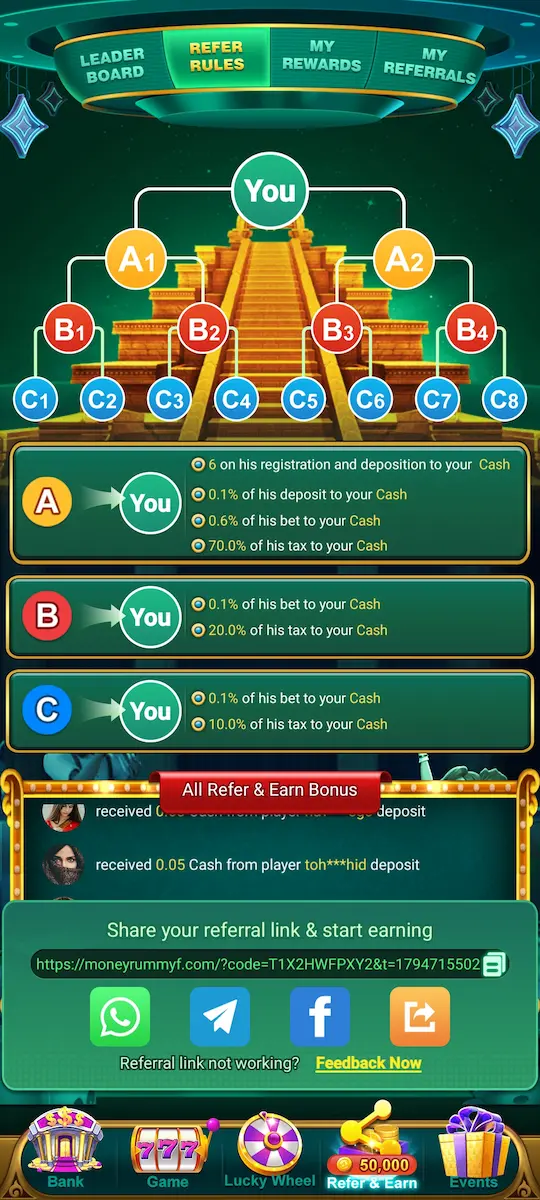 LEADER
BOARD
REFER
RULES
MY
REWARDS
MY
REFERRALS
You
A1
A2
B1
B2
B3
B4
C1
C2
C3
C4
C5
C6
C7
C8
A
You
6 on his registration and deposition to your Cash
0.1% of his deposit to your Cash
0.6% of his bet to your Cash
70.0% of his tax to your Cash
B
You
0.1% of his bet to your Cash
20.0% of his tax to your Cash
C
You
0.1% of his bet to your Cash
10.0% of his tax to your Cash
All Refer & Earn Bonus
received Cash from player deposit
received 0.05 Cash from player toh***hid deposit
Share your referral link & start earning
https://moneyrummyf.com/?code=T1X2HWFPXY2&t=1794715502
Referral link not working? Feedback Now
$$$
777
50,000
Bank
Game
Lucky Wheel
Refer & Earn
Events